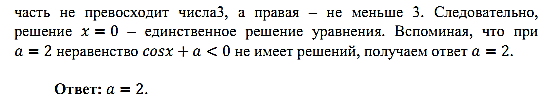 часть не превосходит числа3, а правая – не меньше 3. Следовательно,
решение x = 0 – единственное решение уравнения. Вспоминая, что при
a = 2 неравенство cosx + a < 0 не имеет решений, получаем ответ a = 2.
Ответ: a = 2.